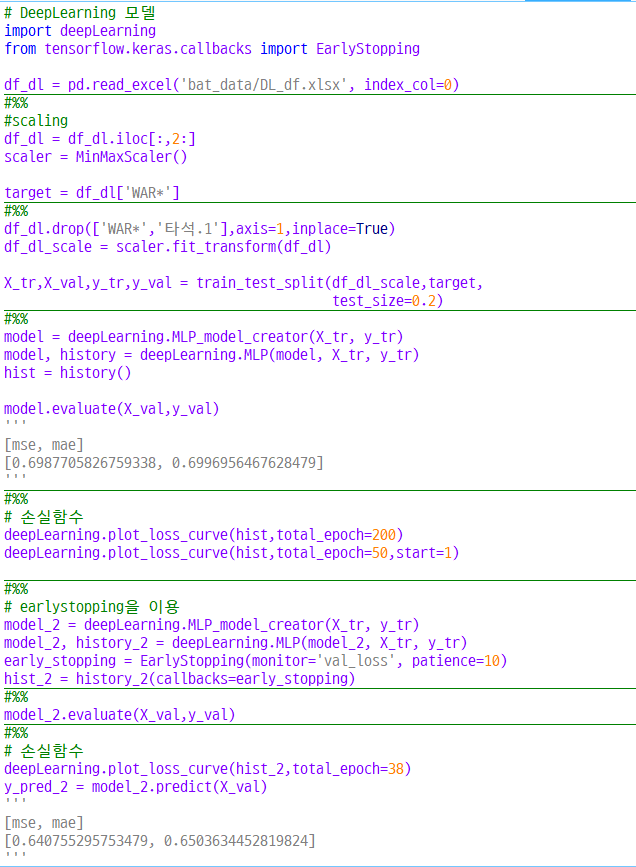 # DeepLearning 모델
import deepLearning
from tensorflow.keras.callbacks import EarlyStopping
df_dl = pd.read_excel('bat_data/DL_df.xlsx', index_col=0)
#%%
#scaling
df_dl = df_dl.iloc[:,2:]
scaler = MinMaxScaler()
target = df_dl['WAR*']
#%%
df_dl.drop(['WAR*','타석.1'],axis=1,inplace=True)
df_dl_scale = scaler.fit_transform(df_dl)
X_tr,X_val,y_tr,y_val = train_test_split(df_dl_scale,target,
test_size=0.2)
#%%
model = deepLearning.MLP_model_creator(X_tr, y_tr)
model, history = deepLearning.MLP(model, X_tr, y_tr)
hist = history()
model.evaluate(X_val,y_val)
'''
[mse, mae]
[0.6987705826759338, 0.6996956467628479]
'''
#%%
# 손실함수
deepLearning.plot_loss_curve(hist,total_epoch=200)
deepLearning.plot_loss_curve(hist,total_epoch=50,start=1)
#%%
# earlystopping을 이용
model_2 = deepLearning.MLP_model_creator(X_tr, y_tr)
model_2, history_2 = deepLearning.MLP(model_2, X_tr, y_tr)
early_stopping = EarlyStopping(monitor='val_loss', patience=10)
hist_2 = history_2(callbacks=early_stopping)
#%%
model_2.evaluate(X_val,y_val)
#%%
# 손실함수
deepLearning.plot_loss_curve(hist_2,total_epoch=38)
y_pred_2 = model_2.predict(X_val)
'''
[mse, mae]
[0.640755295753479, 0.6503634452819824]
'''